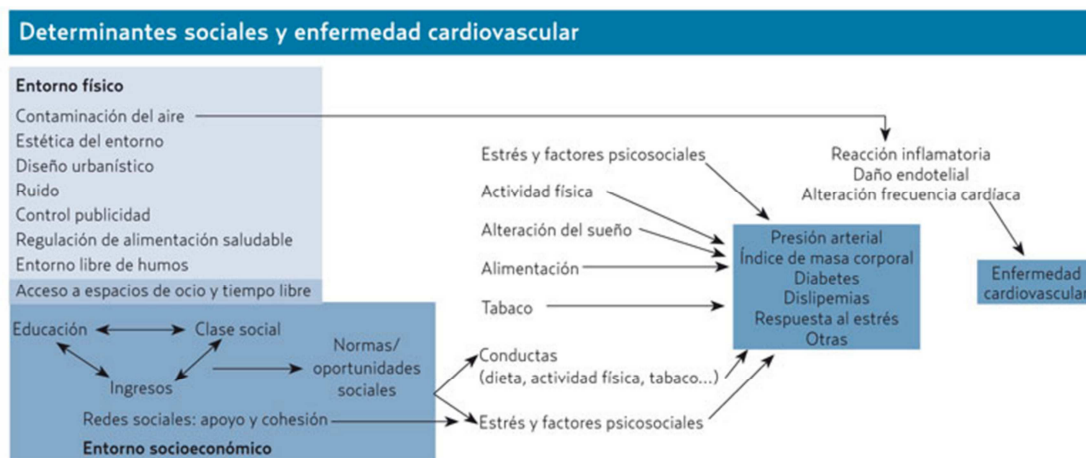 Determinantes sociales y enfermedad cardiovascular
Entorno físico
Contaminación del aire
Estética del entorno
Diseño urbanístico
Ruido
Control publicidad
Regulación de alimentación saludable
Entorno libre de humos
Acceso a espacios de ocio y tiempo libre
Educación
Clase social
Ingresos
Normas/
oportunidades
sociales
Redes sociales: apoyo y cohesión
Entorno socioeconómico
Estrés y factores psicosociales
Actividad física
Alteración del sueño
Alimentación
Tabaco
Conductas
(dieta, actividad física, tabaco...)
Estrés y factores psicosociales
Reacción inflamatoria
Daño endotelial
Alteración frecuencia cardíaca
Presión arterial
Índice de masa corporal
Diabetes
Dislipemias
Respuesta al estrés
Otras
Enfermedad
cardiovascular